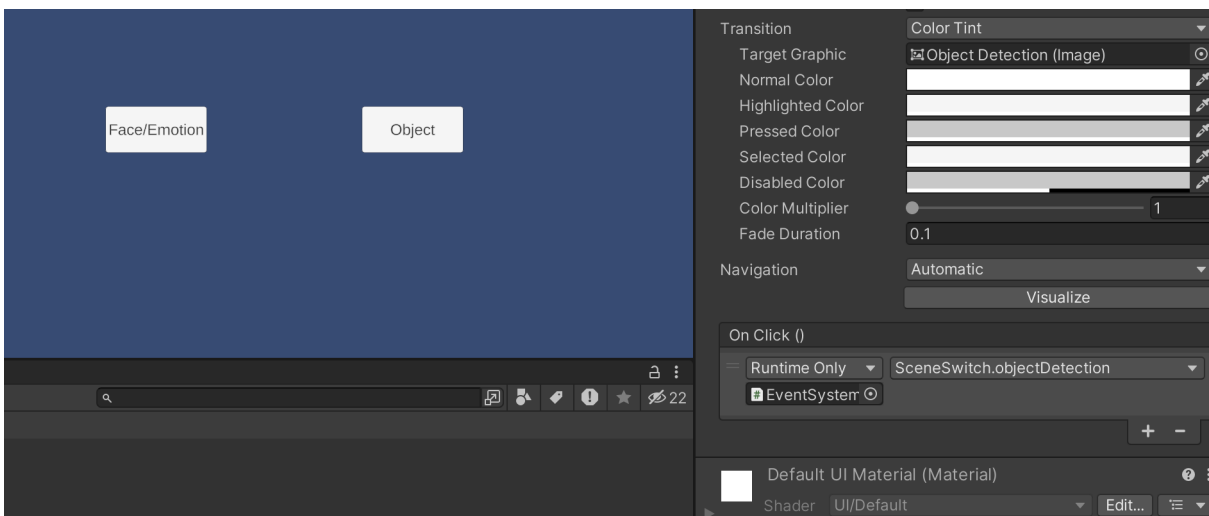 Face/Emotion
Object
22
Transition Color Tint
Target Graphic Object Detection (Image)
Normal Color
Highlighted Color
Pressed Color
Selected Color
Disabled Color
Color Multiplier 1
Fade Duration 0.1
Navigation Automatic
Visualize
On Click ()
Runtime Only SceneSwitch.objectDetection
# EventSystem
+ -
Default UI Material (Material)
Shader UI/Default Edit...